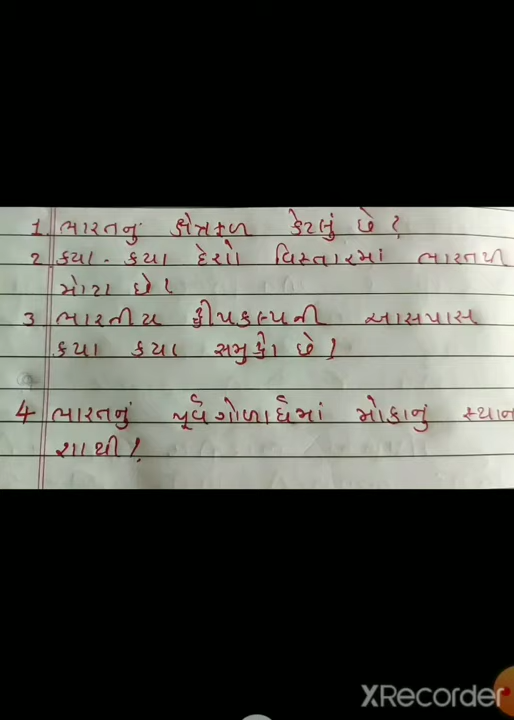 1. ભારતનું ક્ષેત્રફળ કેટલું છે?
2. કયા-કયા દેશો વિસ્તારમાં ભારતથી
મોટા છે?
3 ભારતીય દ્વીપકલ્પની આસપાસ
કયા કયા સમુદ્રો છે?
4 ભારતનું પૂર્વ ગોળાર્ધમાં મોકાનું સ્થાન
શાથી?
XRecorder